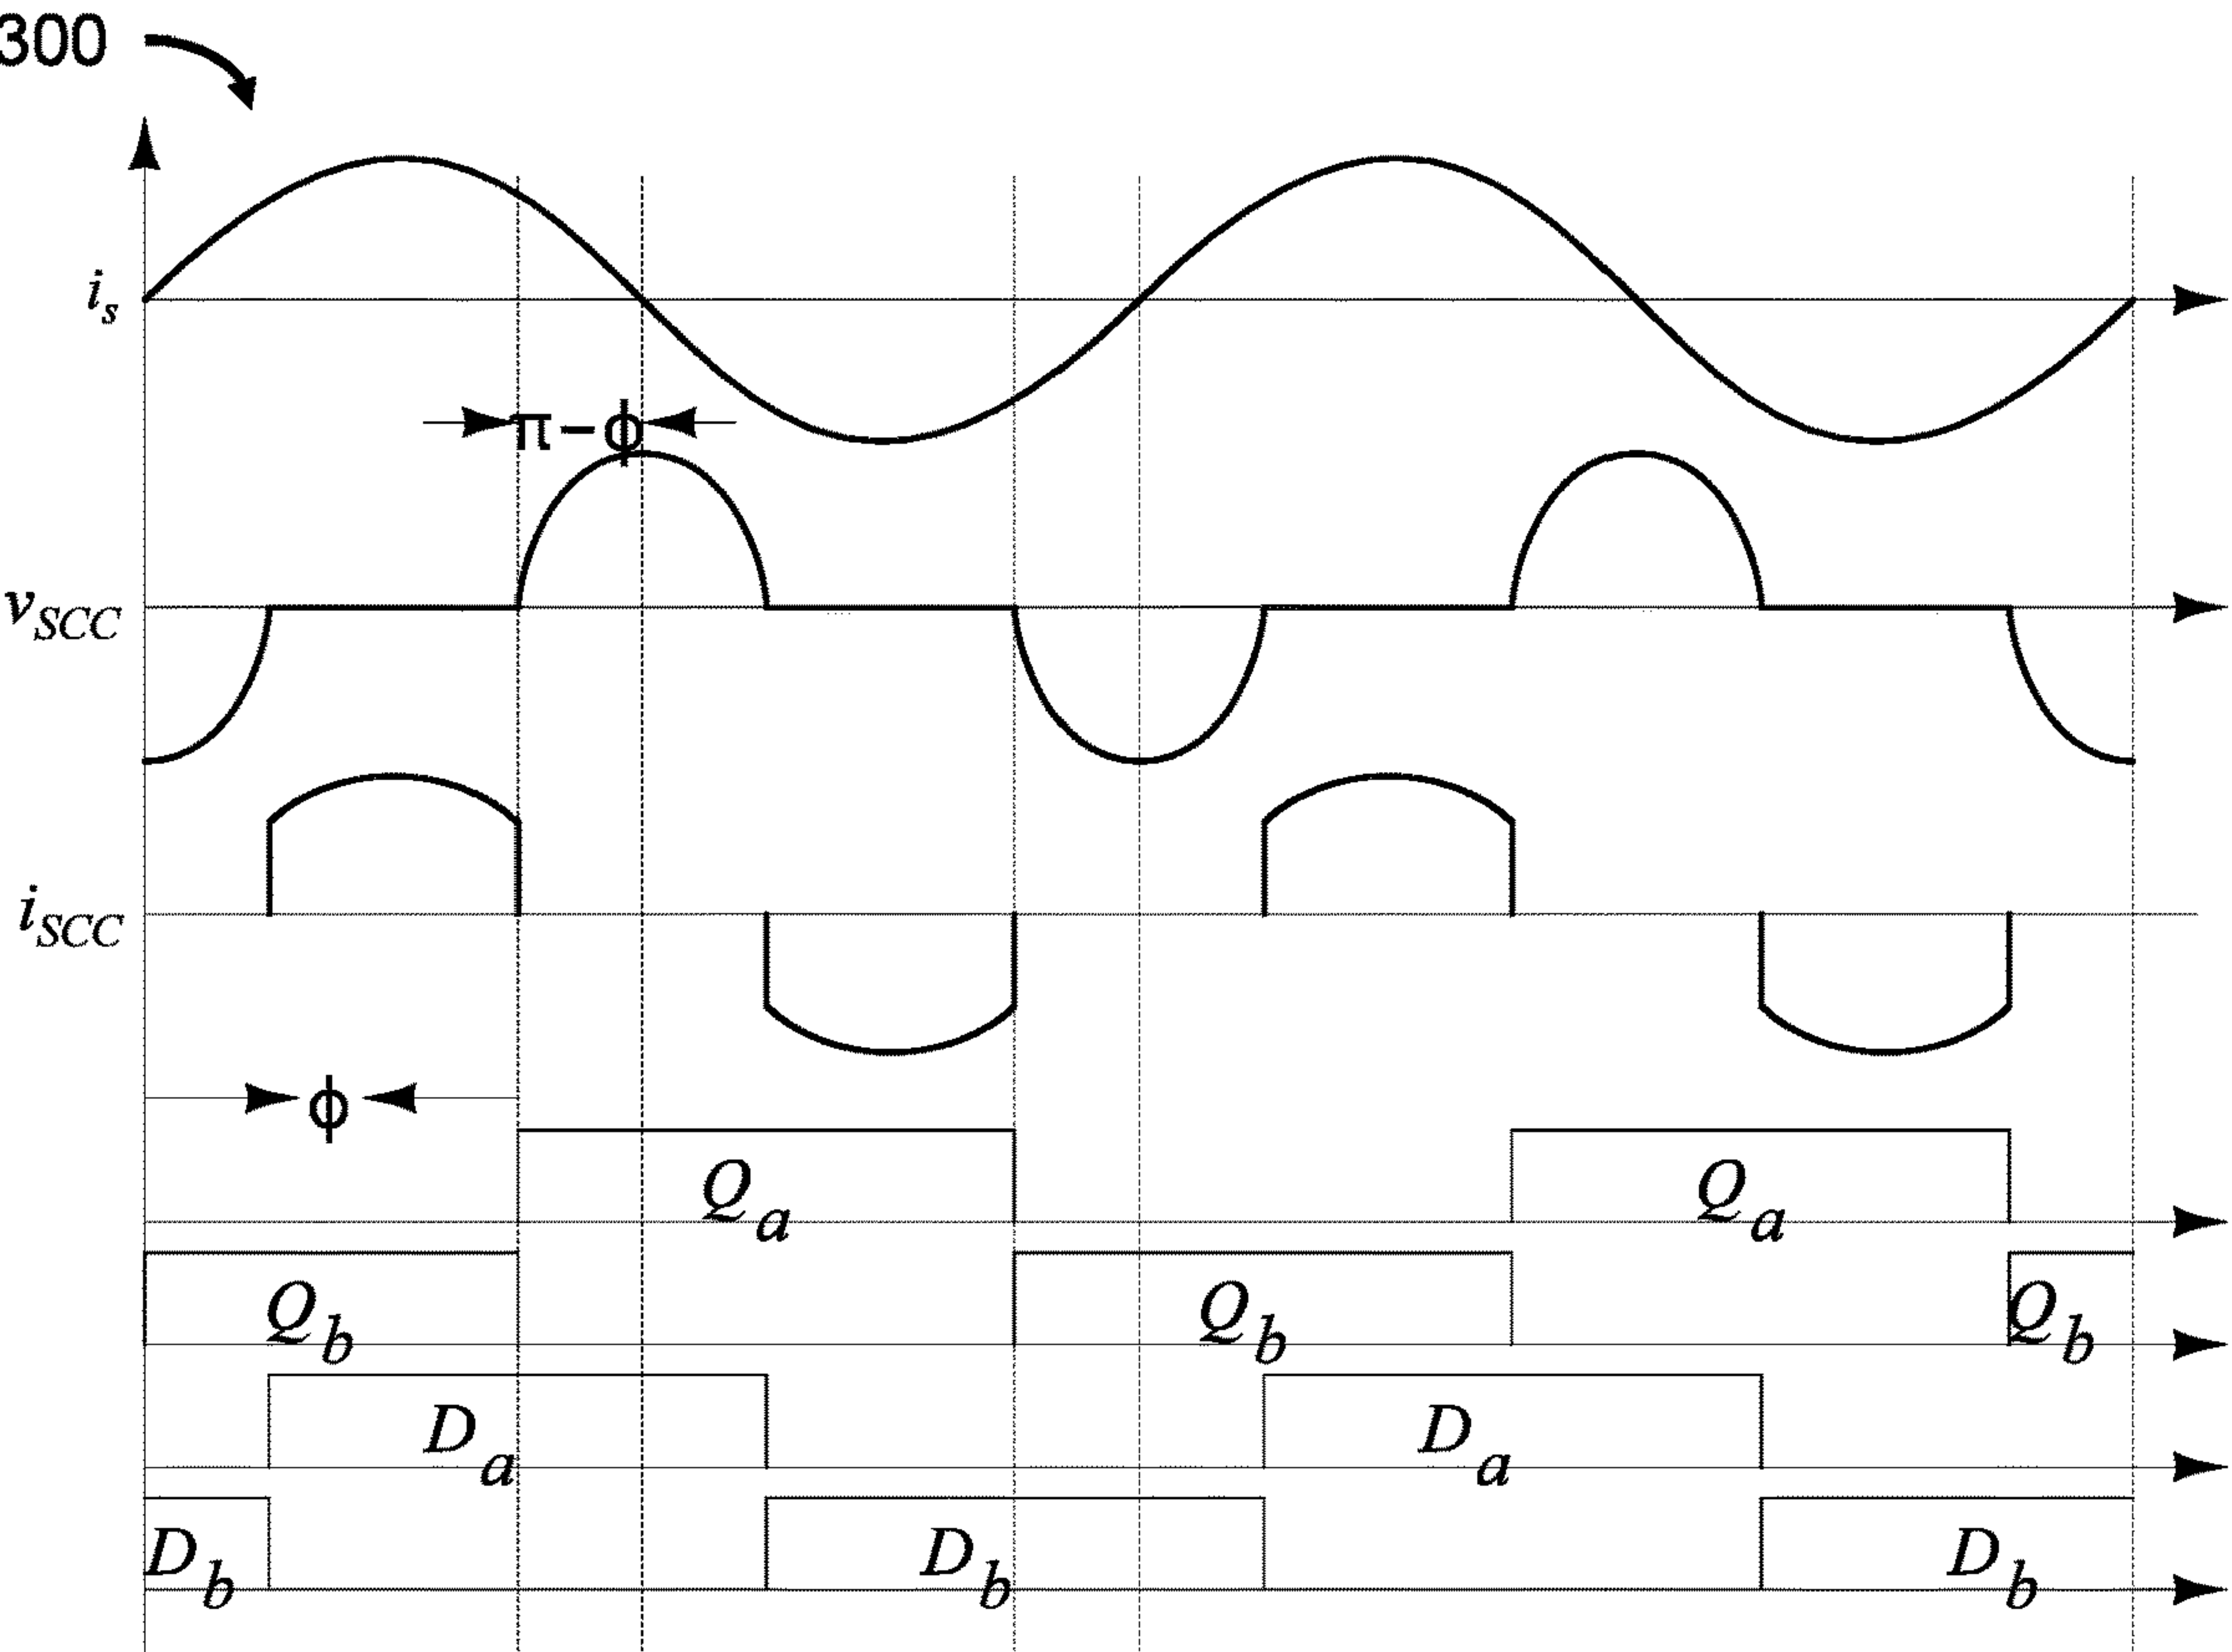 300
i_s
π−ϕ
v_SCC
i_SCC
ϕ
Q_a Q_a
Q_b Q_b Q_b
D_a D_a
D_b D_b D_b